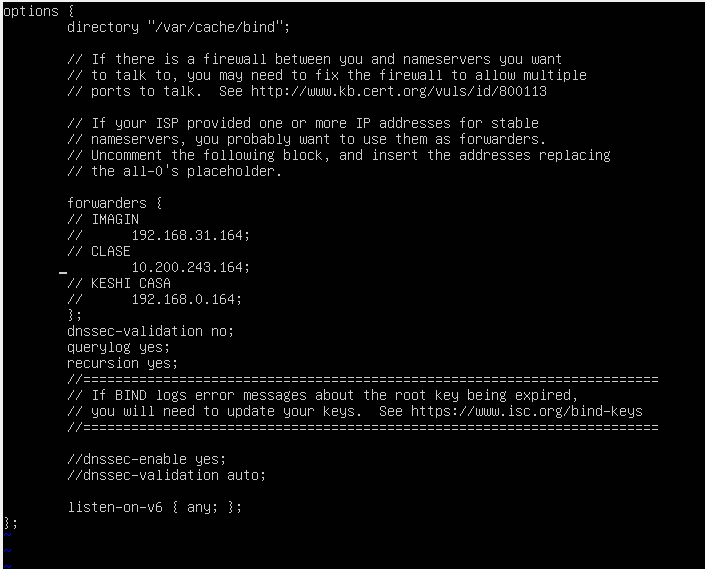 options {
directory "/var/cache/bind";
// If there is a firewall between you and nameservers you want
// to talk to, you may need to fix the firewall to allow multiple
// ports to talk.  See http://www.kb.cert.org/vuls/id/800113
// If your ISP provided one or more IP addresses for stable
// nameservers, you probably want to use them as forwarders.
// Uncomment the following block, and insert the addresses replacing
// the all-0's placeholder.
forwarders {
// IMAGIN
//      192.168.31.164;
// CLASE
10.200.243.164;
// KESHI CASA
//      192.168.0.164;
};
dnssec-validation no;
querylog yes;
recursion yes;
//========================================================================
// If BIND logs error messages about the root key being expired,
// you will need to update your keys.  See https://www.isc.org/bind-keys
//========================================================================
//dnssec-enable yes;
//dnssec-validation auto;
listen-on-v6 { any; };
};
~
~
~